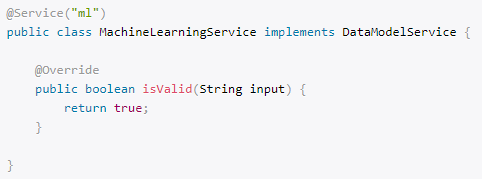 @Service("ml")
public class MachineLearningService implements DataModelService {
@Override
public boolean isValid(String input) {
return true;
}
}